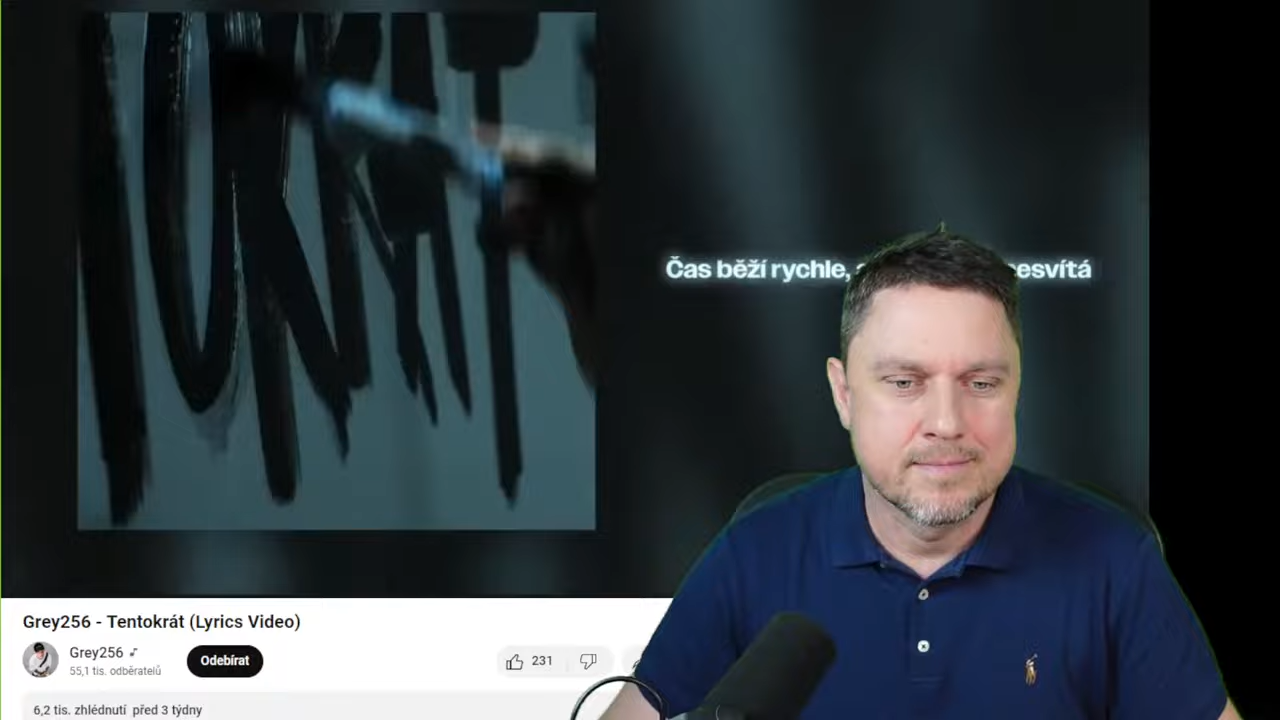 Čas běží rychle, cesvítá
Grey256 - Tentokrát (Lyrics Video)
Grey256
55,1 tis. odběratelů
Odebírat
231
6,2 tis. zhlédnutí před 3 týdny